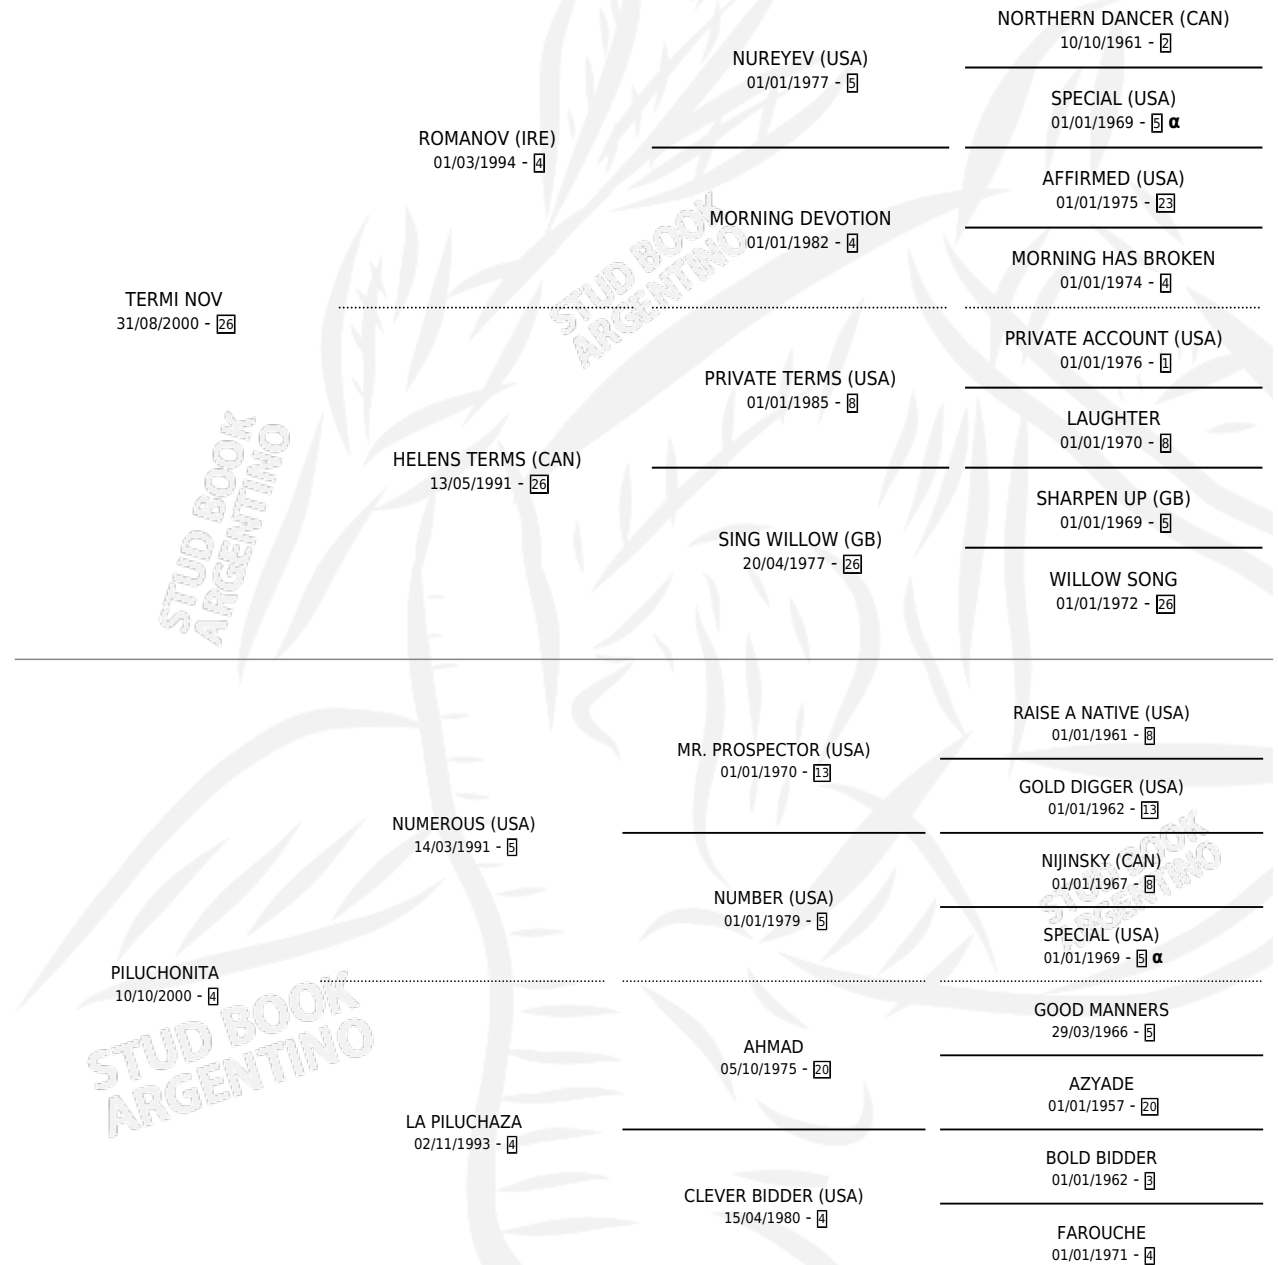 NORTHERN DANCER (CAN)
10/10/1961 - 2
NUREYEV (USA)
01/01/1977 - 5
SPECIAL (USA)
01/01/1969 - 5 α
ROMANOV (IRE)
01/03/1994 - 4
AFFIRMED (USA)
01/01/1975 - 23
MORNING DEVOTION
01/01/1982 - 4
MORNING HAS BROKEN
01/01/1974 - 4
TERMI NOV
31/08/2000 - 26
PRIVATE ACCOUNT (USA)
01/01/1976 - 1
PRIVATE TERMS (USA)
01/01/1985 - 8
LAUGHTER
01/01/1970 - 8
HELENS TERMS (CAN)
13/05/1991 - 26
SHARPEN UP (GB)
01/01/1969 - 5
SING WILLOW (GB)
20/04/1977 - 26
WILLOW SONG
01/01/1972 - 26
RAISE A NATIVE (USA)
01/01/1961 - 8
MR. PROSPECTOR (USA)
01/01/1970 - 13
GOLD DIGGER (USA)
01/01/1962 - 13
NUMEROUS (USA)
14/03/1991 - 5
NIJINSKY (CAN)
01/01/1967 - 8
NUMBER (USA)
01/01/1979 - 5
SPECIAL (USA)
01/01/1969 - 5 α
PILUCHONITA
10/10/2000 - 4
GOOD MANNERS
29/03/1966 - 5
AHMAD
05/10/1975 - 20
AZYADE
01/01/1957 - 20
LA PILUCHAZA
02/11/1993 - 4
BOLD BIDDER
01/01/1962 - 3
CLEVER BIDDER (USA)
15/04/1980 - 4
FAROUCHE
01/01/1971 - 4
STUD BOOK
ARGENTINO
STUD BOOK
ARGENTINO
STUD BOOK
ARGENTINO
STUD BOOK
ARGENTINO